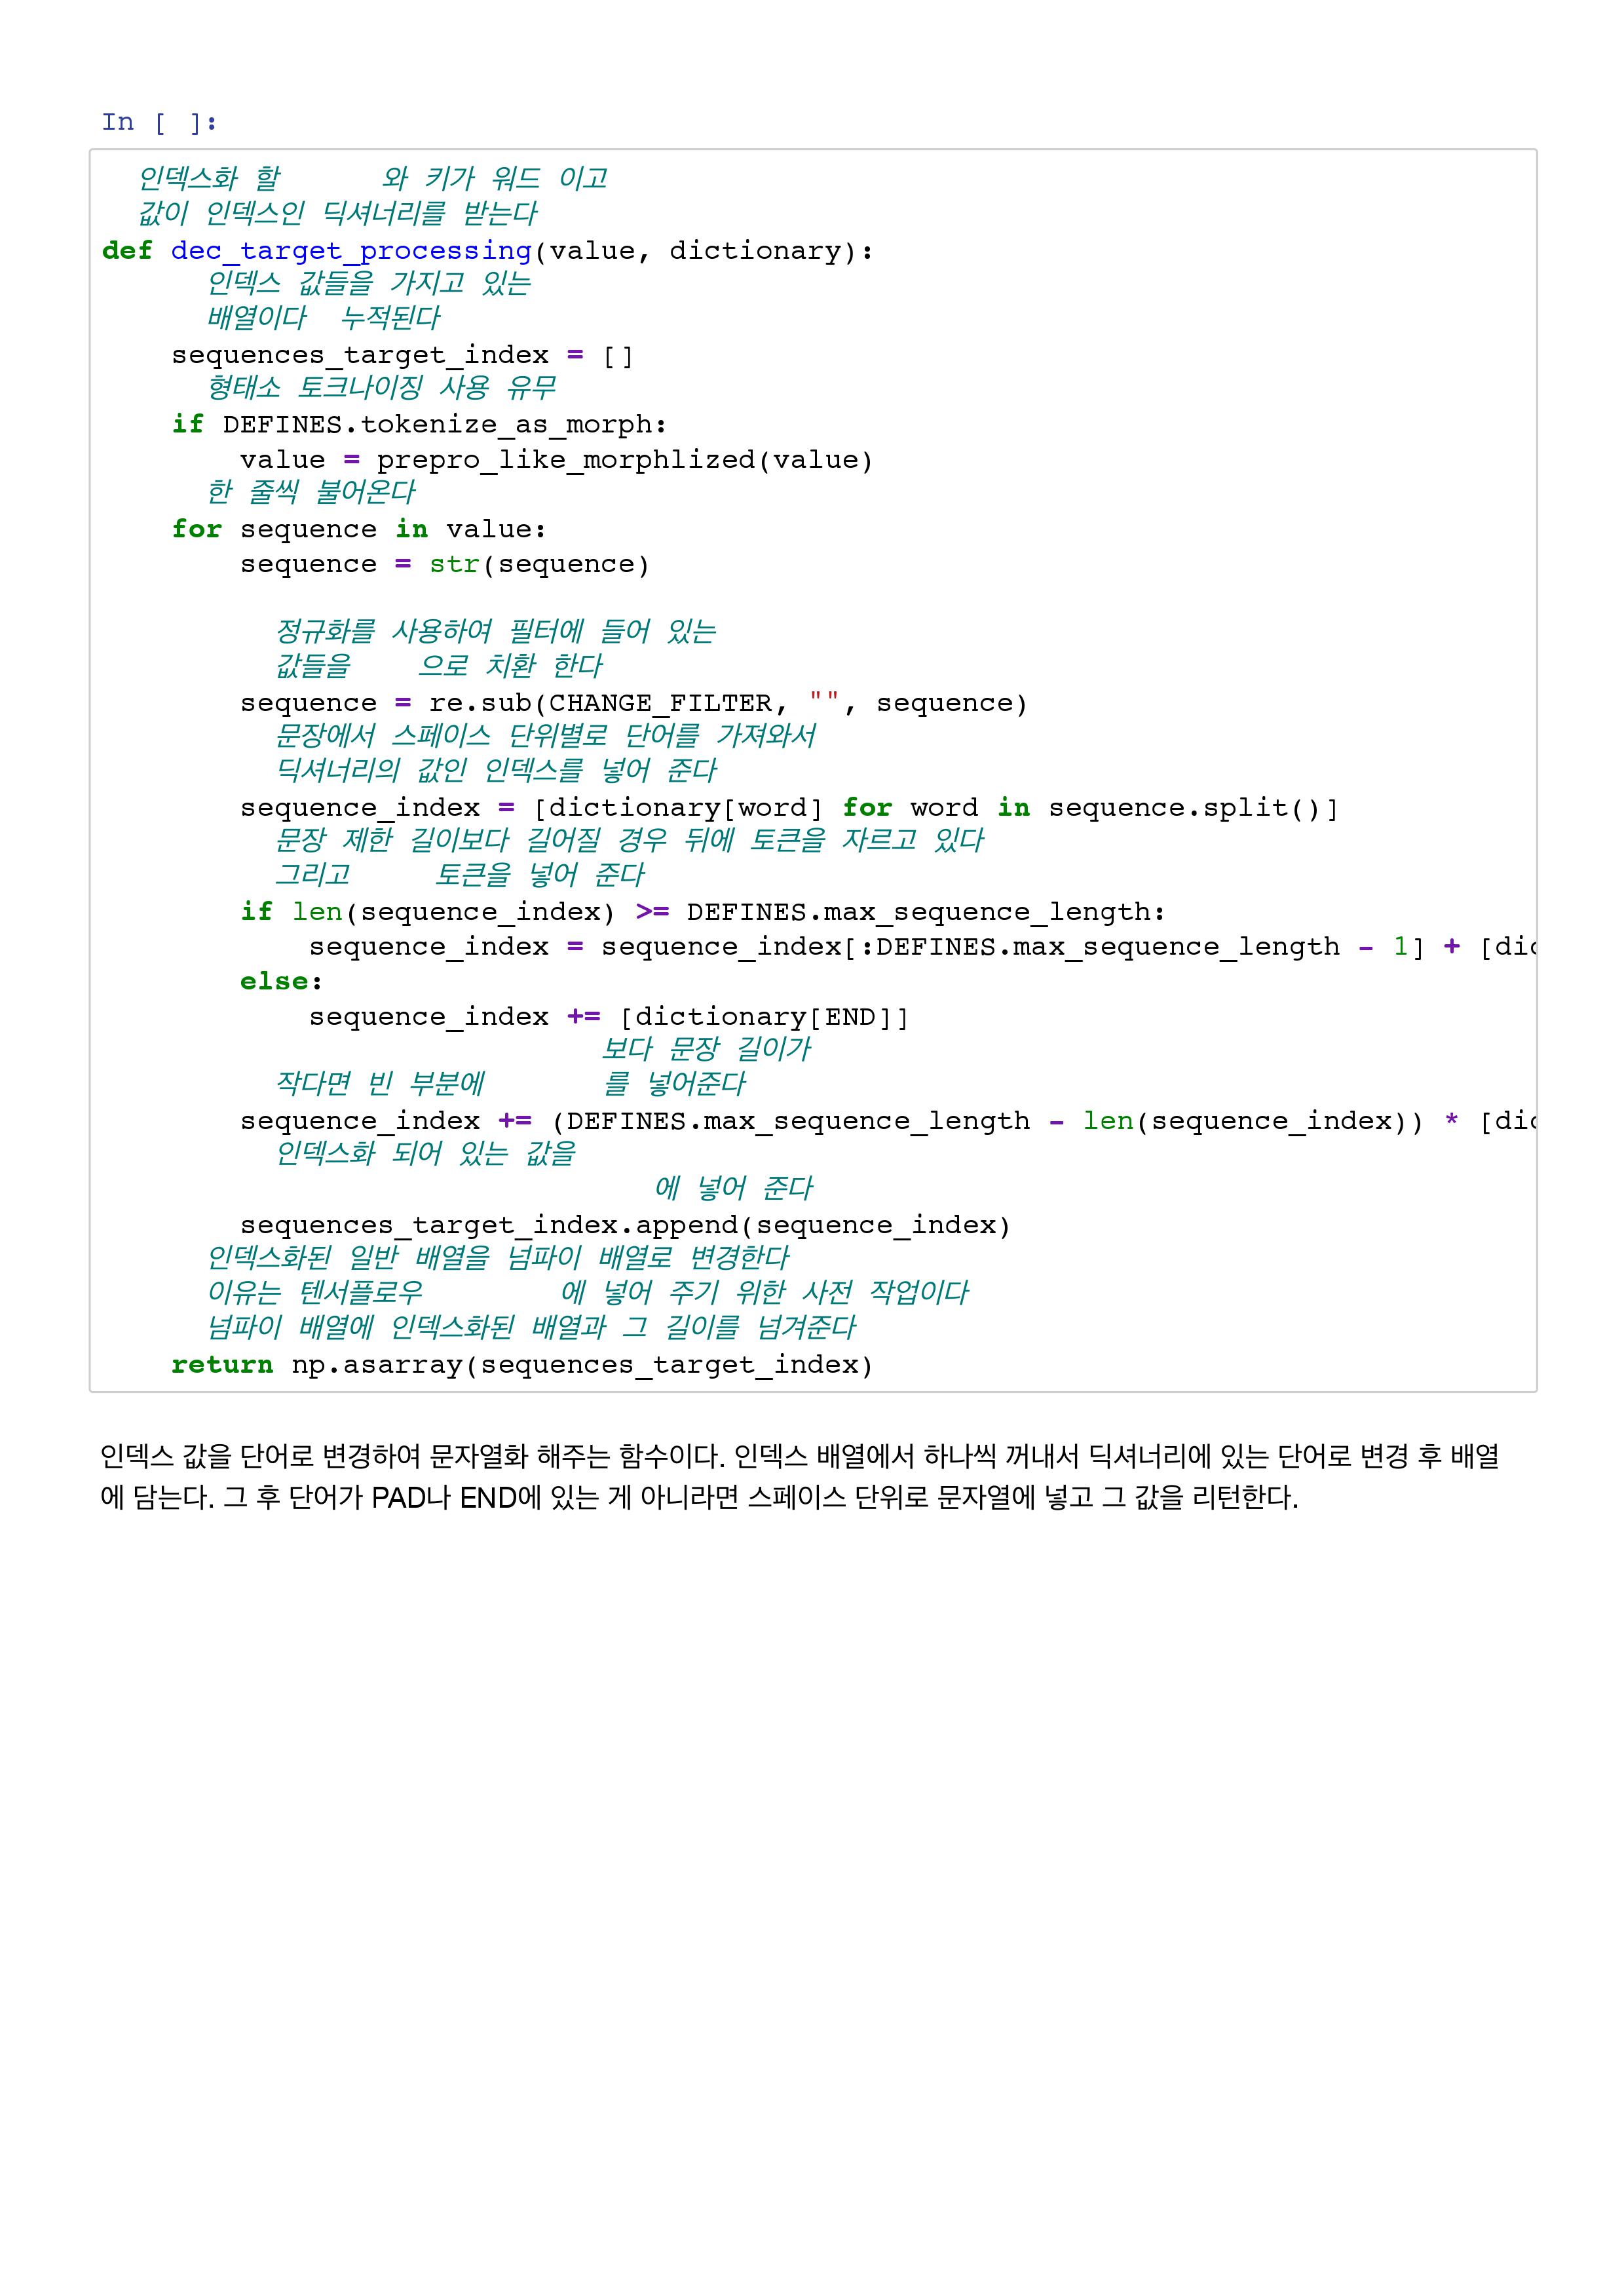 In [ ]:
인덱스화 할 와 키가 워드 이고
값이 인덱스인 딕셔너리를 받는다
def dec_target_processing(value, dictionary):
인덱스 값들을 가지고 있는
배열이다 누적된다
sequences_target_index = []
형태소 토크나이징 사용 유무
if DEFINES.tokenize_as_morph:
value = prepro_like_morphlized(value)
한 줄씩 불어온다
for sequence in value:
sequence = str(sequence)
정규화를 사용하여 필터에 들어 있는
값들을 으로 치환 한다
sequence = re.sub(CHANGE_FILTER, "", sequence)
문장에서 스페이스 단위별로 단어를 가져와서
딕셔너리의 값인 인덱스를 넣어 준다
sequence_index = [dictionary[word] for word in sequence.split()]
문장 제한 길이보다 길어질 경우 뒤에 토큰을 자르고 있다
그리고 토큰을 넣어 준다
if len(sequence_index) >= DEFINES.max_sequence_length:
sequence_index = sequence_index[:DEFINES.max_sequence_length - 1] + [dic
else:
sequence_index += [dictionary[END]]
보다 문장 길이가
작다면 빈 부분에 를 넣어준다
sequence_index += (DEFINES.max_sequence_length - len(sequence_index)) * [dic
인덱스화 되어 있는 값을
에 넣어 준다
sequences_target_index.append(sequence_index)
인덱스화된 일반 배열을 넘파이 배열로 변경한다
이유는 텐서플로우 에 넣어 주기 위한 사전 작업이다
넘파이 배열에 인덱스화된 배열과 그 길이를 넘겨준다
return np.asarray(sequences_target_index)
인덱스 값을 단어로 변경하여 문자열화 해주는 함수이다. 인덱스 배열에서 하나씩 꺼내서 딕셔너리에 있는 단어로 변경 후 배열
에 담는다. 그 후 단어가 PAD나 END에 있는 게 아니라면 스페이스 단위로 문자열에 넣고 그 값을 리턴한다.